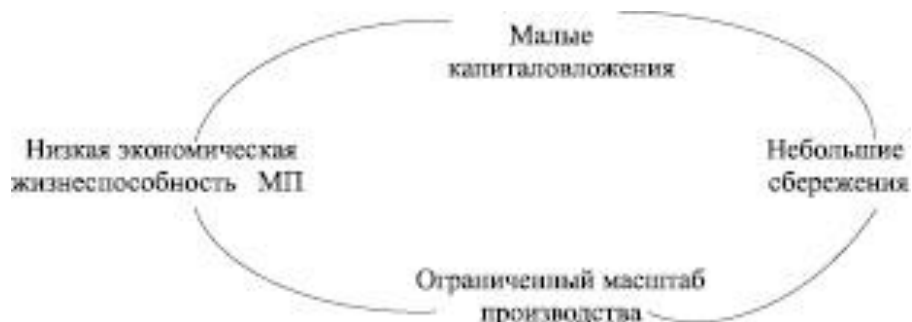 Малые
капиталовложения
Низкая экономическая
жизнеспособность МП
Небольшие
сбережения
Ограниченный масштаб
производства